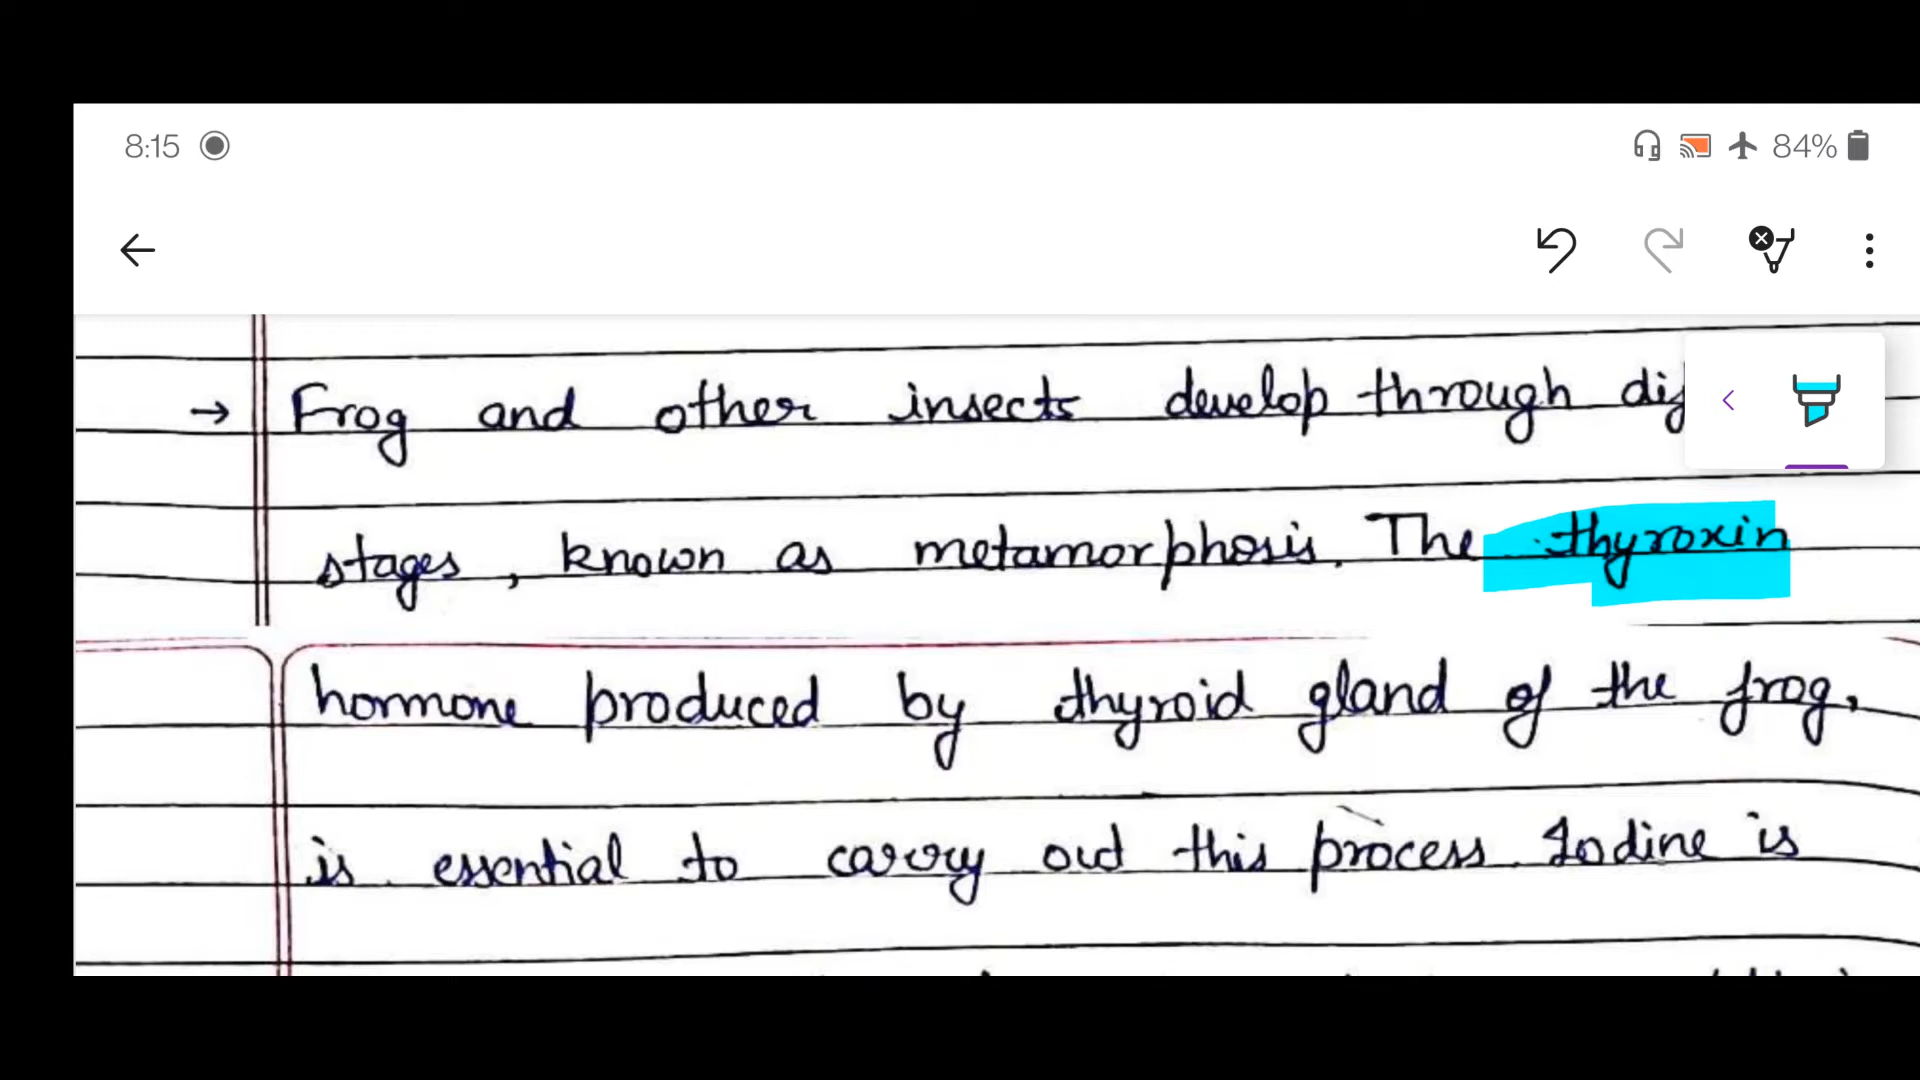 8:15 84%
→ Frog and other insects develop through
stages, known as metamorphosis. The thyroxin
hormone produced by thyroid gland of the frog,
is essential to carry out this process. Iodine is